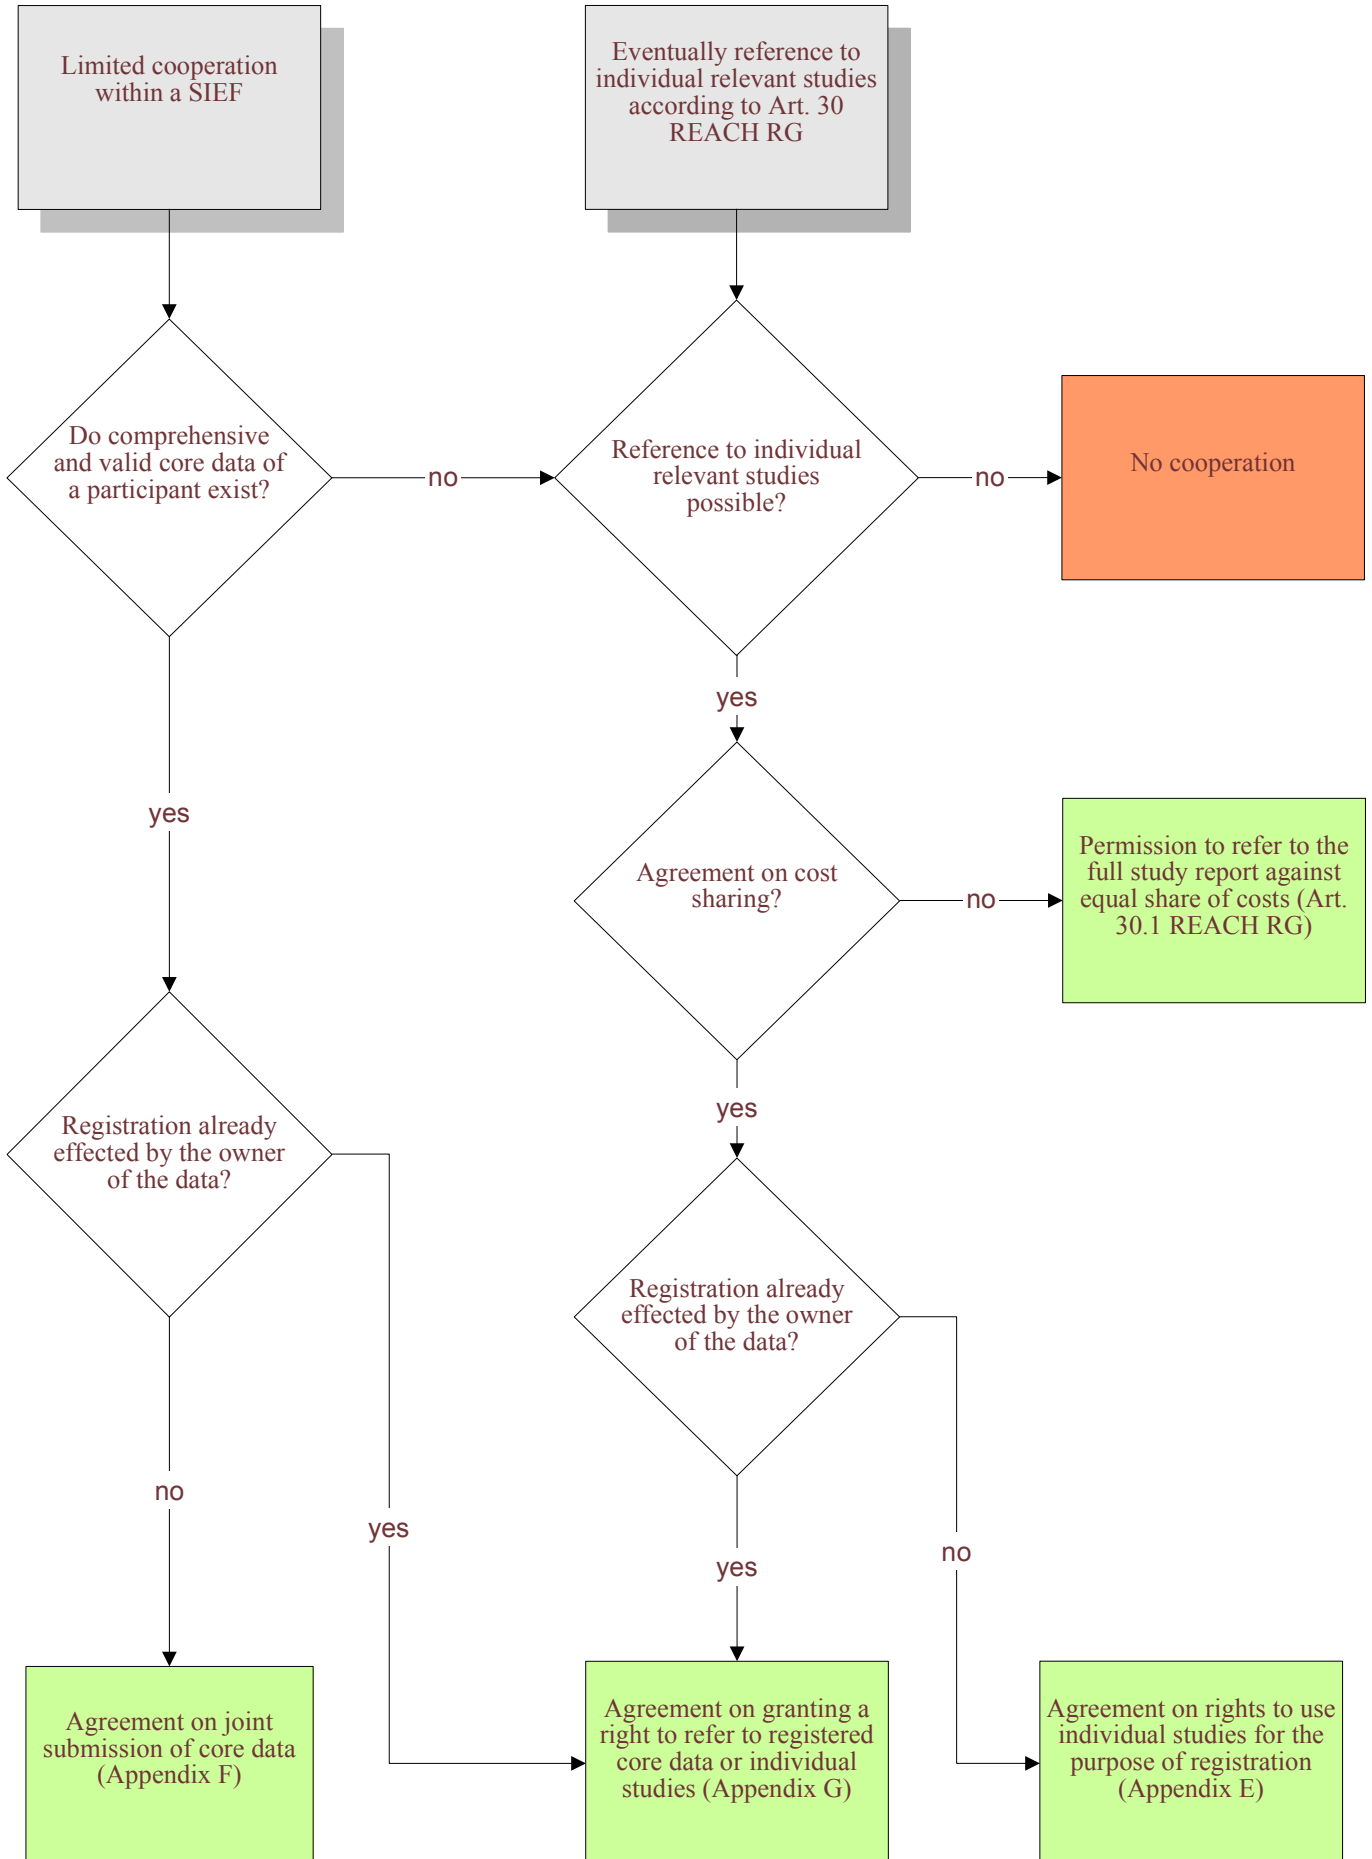 Limited cooperation
within a SIEF
Eventually reference to
individual relevant studies
according to Art. 30
REACH RG
Do comprehensive
and valid core data of
a participant exist?
no
Reference to individual
relevant studies
possible?
no
No cooperation
yes
yes
Agreement on cost
sharing?
no
Permission to refer to the
full study report against
equal share of costs (Art.
30.1 REACH RG)
yes
Registration already
effected by the owner
of the data?
Registration already
effected by the owner
of the data?
no
yes
yes
no
Agreement on joint
submission of core data
(Appendix F)
Agreement on granting a
right to refer to registered
core data or individual
studies (Appendix G)
Agreement on rights to use
individual studies for the
purpose of registration
(Appendix E)